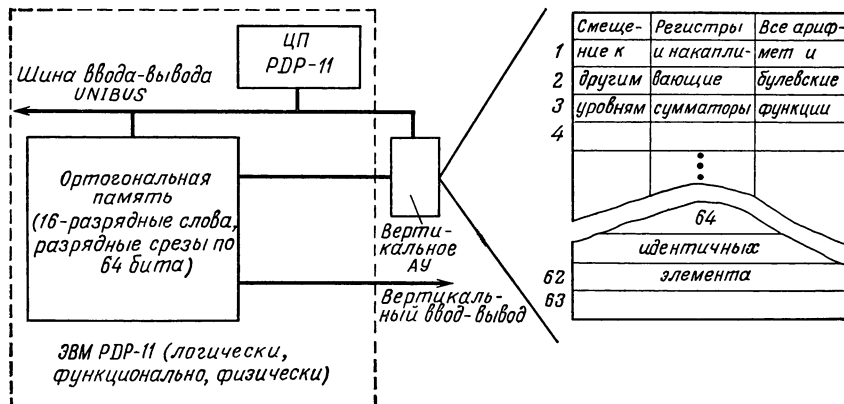 ЦП
PDP-11
Шина ввода-вывода
UNIBUS
Ортогональная
память
(16-разрядные слова,
разрядные срезы по
64 бита)
Верти-
кальное
АУ
Вертикаль-
ный ввод-вывод
ЭВМ PDP-11 (логически,
функционально, физически)
Смеще- Регистры Все ариф-
1 ние к и накапли- мет и
2 другим вающие булевские
3 уровням сумматоры функции
4
64
идентичных
62 элемента
63